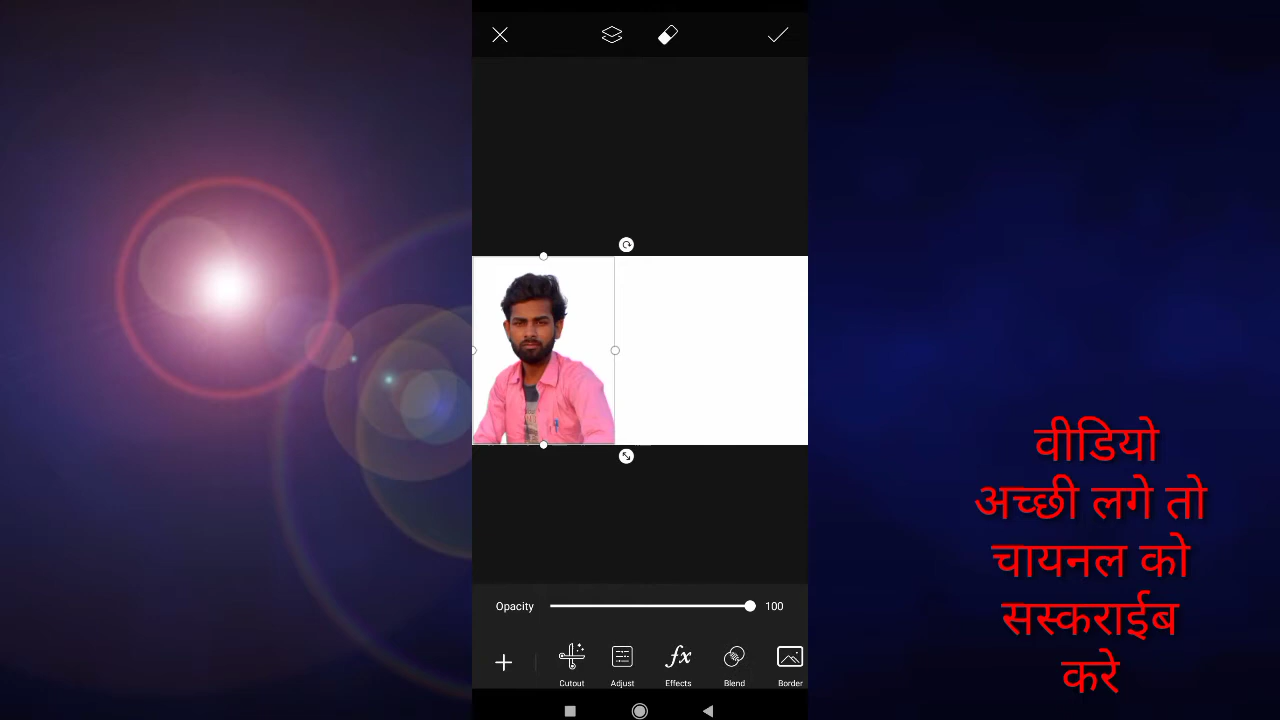 वीडियो
अच्छी लगे तो
चायनल को
सस्कराईब
करे
Opacity 100
Cutout Adjust Effects Blend Border